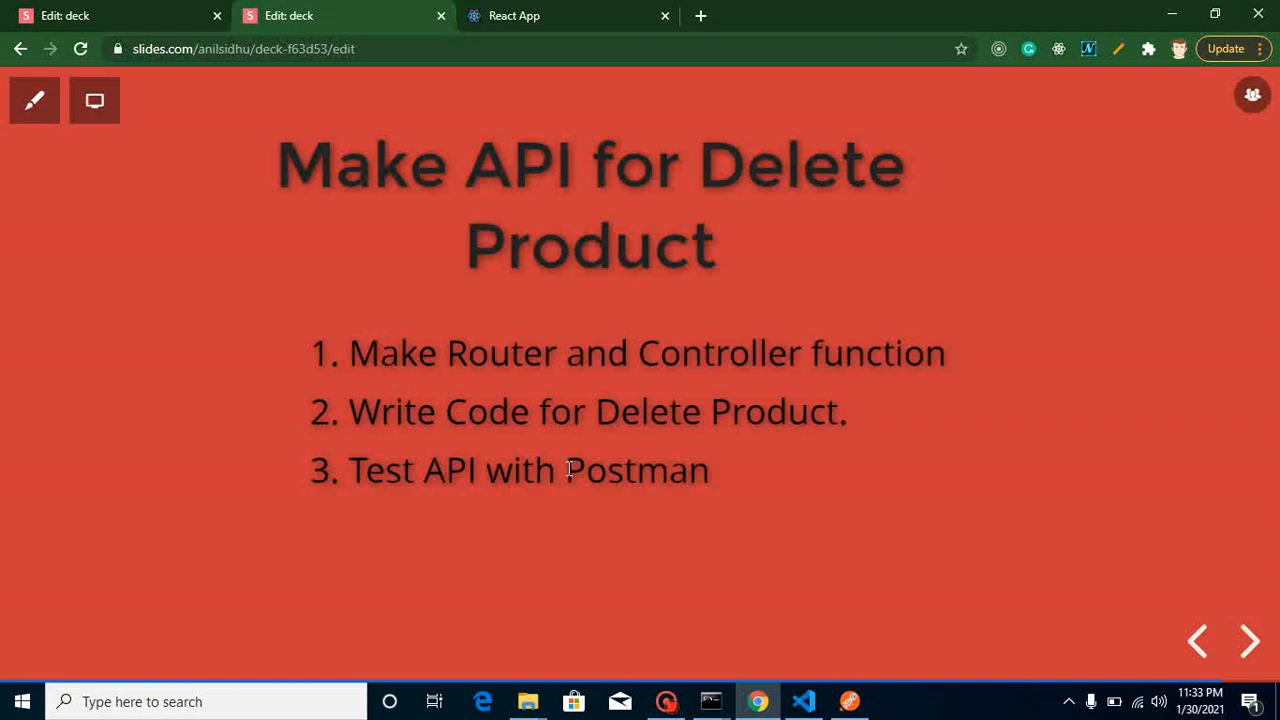 Edit: deck
Edit: deck
React App
slides.com/anilsidhu/deck-f63d53/edit
Update
Make API for Delete
Product
1. Make Router and Controller function
2. Write Code for Delete Product.
3. Test API with Postman
Type here to search
11:33 PM
1/30/2021